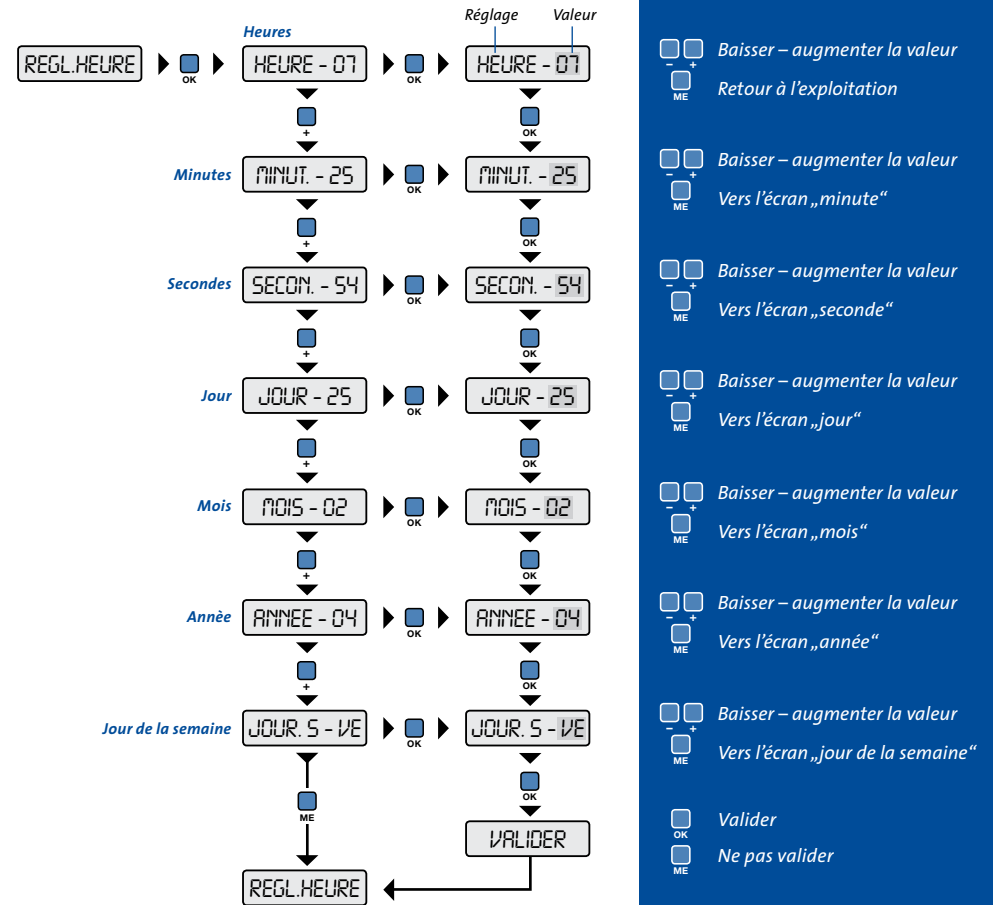 Réglage Valeur
Heures
REGL.HEURE OK HEURE - 07 OK HEURE - 07
- + Baisser – augmenter la valeur
ME Retour à l'exploitation
+ OK
Minutes MINUT. - 25 OK MINUT. - 25
- + Baisser – augmenter la valeur
ME Vers l'écran „minute“
+ OK
Secondes SECON. - 54 OK SECON. - 54
- + Baisser – augmenter la valeur
ME Vers l'écran „seconde“
+ OK
Jour JOUR - 25 OK JOUR - 25
- + Baisser – augmenter la valeur
ME Vers l'écran „jour“
+ OK
Mois MOIS - 02 OK MOIS - 02
- + Baisser – augmenter la valeur
ME Vers l'écran „mois“
+ OK
Annèe ANNEE - 04 OK ANNEE - 04
- + Baisser – augmenter la valeur
ME Vers l'écran „année“
+ OK
Jour de la semaine JOUR. S - VE OK JOUR. S - VE
- + Baisser – augmenter la valeur
ME Vers l'écran „jour de la semaine“
ME OK
VALIDER
OK Valider
ME Ne pas valider
REGL.HEURE